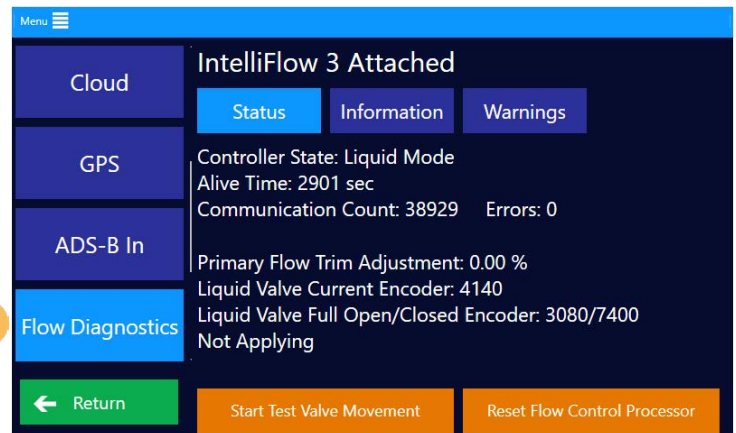 Menu
Cloud
GPS
ADS-B In
Flow Diagnostics
Return
IntelliFlow 3 Attached
Status Information Warnings
Controller State: Liquid Mode
Alive Time: 2901 sec
Communication Count: 38929 Errors: 0
Primary Flow Trim Adjustment: 0.00 %
Liquid Valve Current Encoder: 4140
Liquid Valve Full Open/Closed Encoder: 3080/7400
Not Applying
Start Test Valve Movement Reset Flow Control Processor